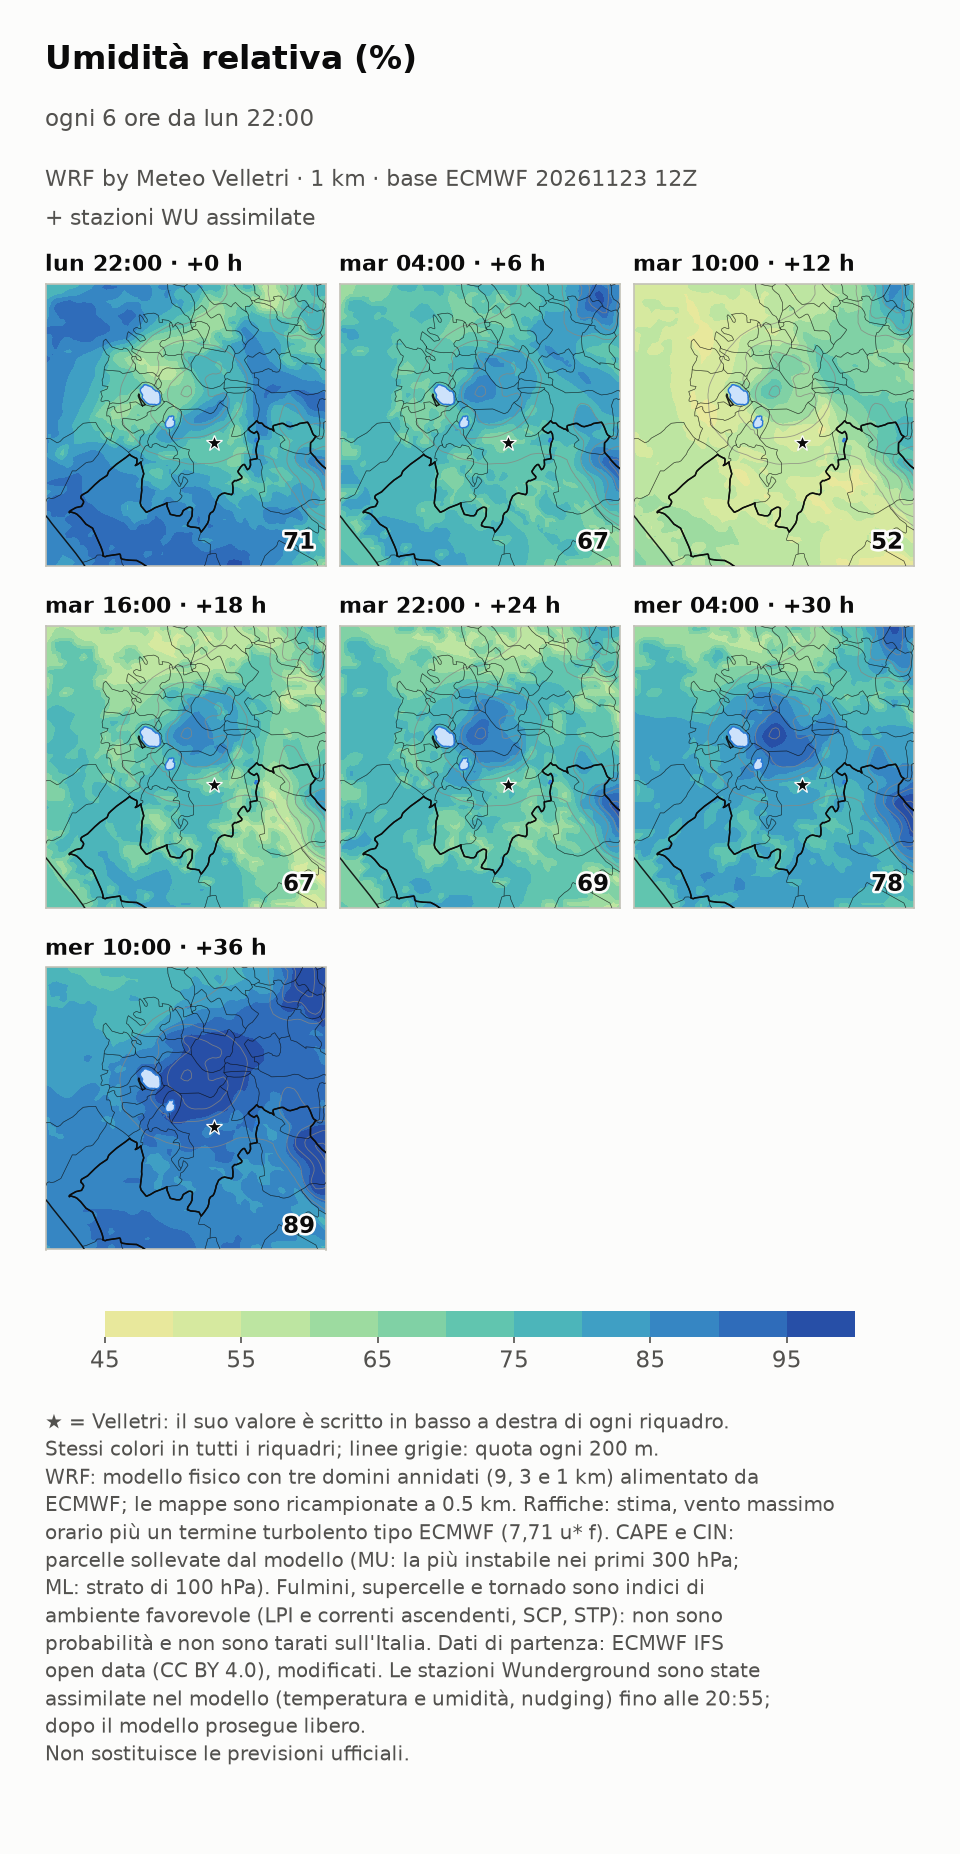 Umidità relativa (%)
ogni 6 ore da lun 22:00
WRF by Meteo Velletri · 1 km · base ECMWF 20261123 12Z
+ stazioni WU assimilate
lun 22:00 · +0 h
mar 04:00 · +6 h
mar 10:00 · +12 h
71
67
52
mar 16:00 · +18 h
mar 22:00 · +24 h
mer 04:00 · +30 h
67
69
78
mer 10:00 · +36 h
89
45 55 65 75 85 95
★ = Velletri: il suo valore è scritto in basso a destra di ogni riquadro.
Stessi colori in tutti i riquadri; linee grigie: quota ogni 200 m.
WRF: modello fisico con tre domini annidati (9, 3 e 1 km) alimentato da
ECMWF; le mappe sono ricampionate a 0.5 km. Raffiche: stima, vento massimo
orario più un termine turbolento tipo ECMWF (7,71 u* f). CAPE e CIN:
parcelle sollevate dal modello (MU: la più instabile nei primi 300 hPa;
ML: strato di 100 hPa). Fulmini, supercelle e tornado sono indici di
ambiente favorevole (LPI e correnti ascendenti, SCP, STP): non sono
probabilità e non sono tarati sull'Italia. Dati di partenza: ECMWF IFS
open data (CC BY 4.0), modificati. Le stazioni Wunderground sono state
assimilate nel modello (temperatura e umidità, nudging) fino alle 20:55;
dopo il modello prosegue libero.
Non sostituisce le previsioni ufficiali.